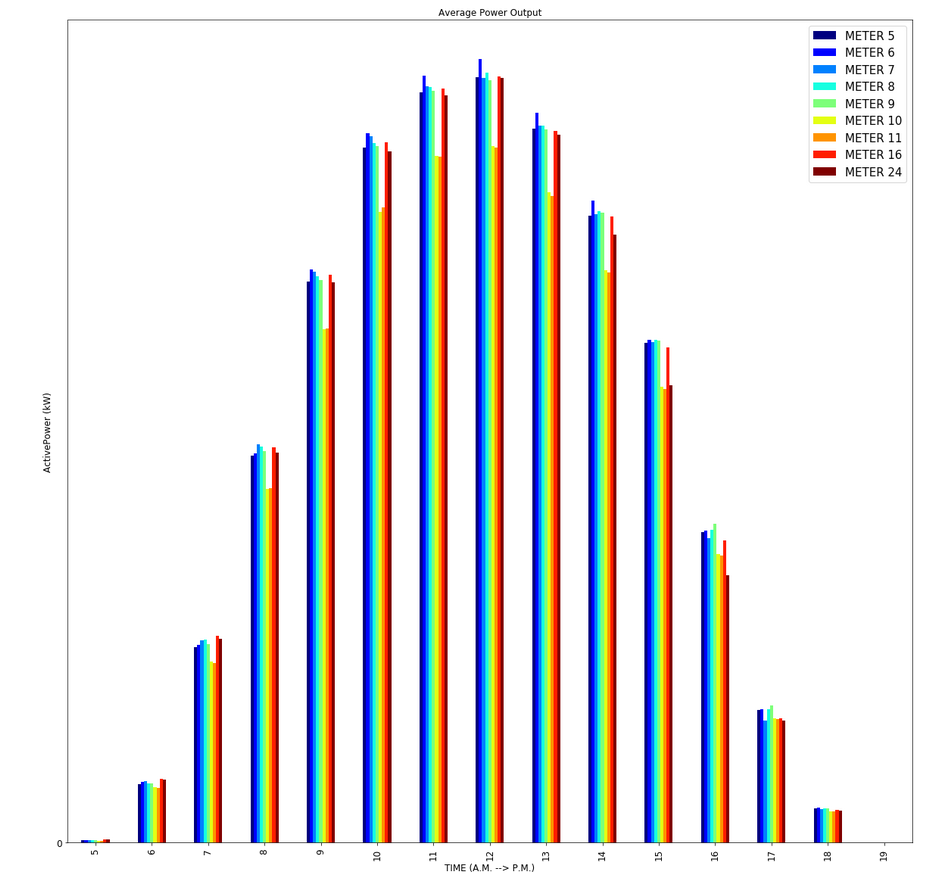 Average Power Output
METER 5
METER 6
METER 7
METER 8
METER 9
METER 10
METER 11
METER 16
METER 24
ActivePower (kW)
0
5 6 7 8 9 10 11 12 13 14 15 16 17 18 19
TIME (A.M. --> P.M.)